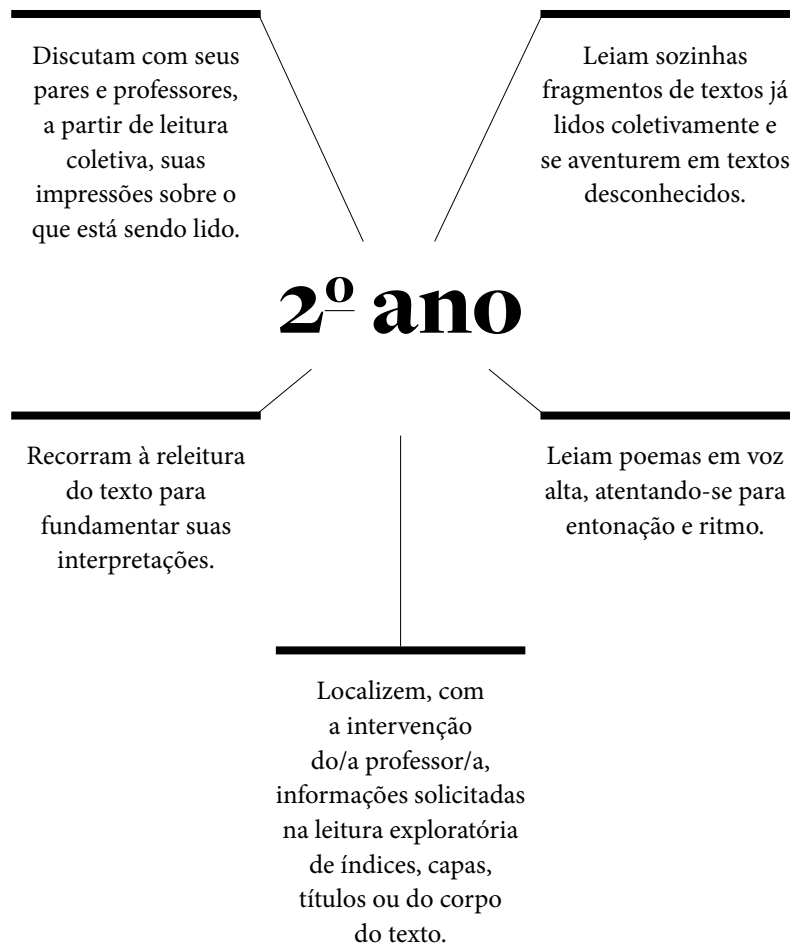 Discutam com seus
pares e professores,
a partir de leitura
coletiva, suas
impressões sobre o
que está sendo lido.
Leiam sozinhas
fragmentos de textos já
lidos coletivamente e
se aventurem em textos
desconhecidos.
2º ano
Recorram à releitura
do texto para
fundamentar suas
interpretações.
Leiam poemas em voz
alta, atentando-se para
entonação e ritmo.
Localizem, com
a intervenção
do/a professor/a,
informações solicitadas
na leitura exploratória
de índices, capas,
títulos ou do corpo
do texto.